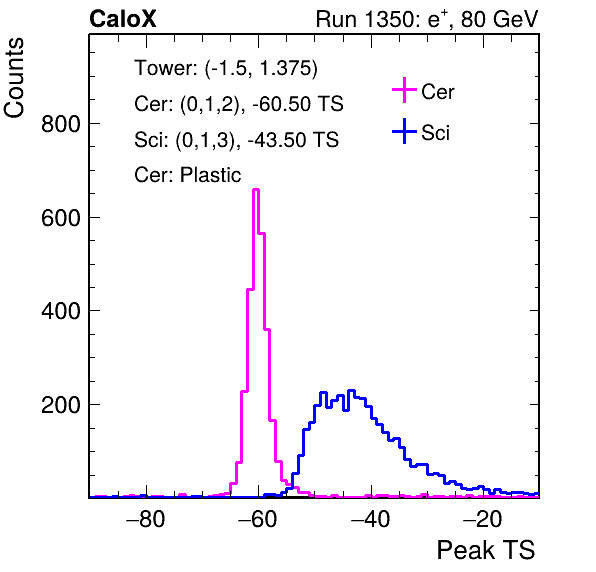 CaloX Run 1350: e⁺, 80 GeV
Counts
Tower: (-1.5, 1.375)
Cer: (0,1,2), -60.50 TS
Sci: (0,1,3), -43.50 TS
Cer: Plastic
Cer
Sci
800
600
400
200
−80 −60 −40 −20
Peak TS